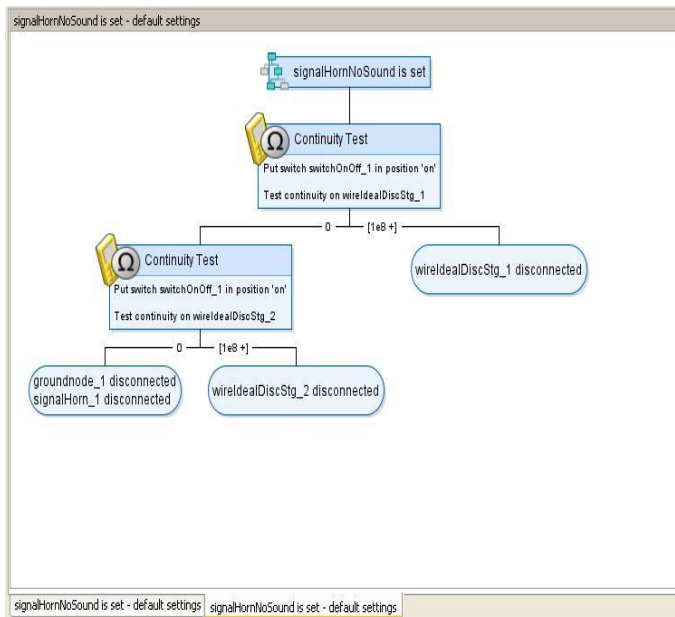 signalHornNoSound is set - default settings
signalHornNoSound is set
Continuity Test
Put switch switchOnOff_1 in position 'on'
Test continuity on wireIdealDiscStg_1
0 [1e8 +]
Continuity Test
Put switch switchOnOff_1 in position 'on'
Test continuity on wireIdealDiscStg_2
wireIdealDiscStg_1 disconnected
0 [1e8 +]
groundnode_1 disconnected
signalHorn_1 disconnected
wireIdealDiscStg_2 disconnected
signalHornNoSound is set - default settings
signalHornNoSound is set - default settings